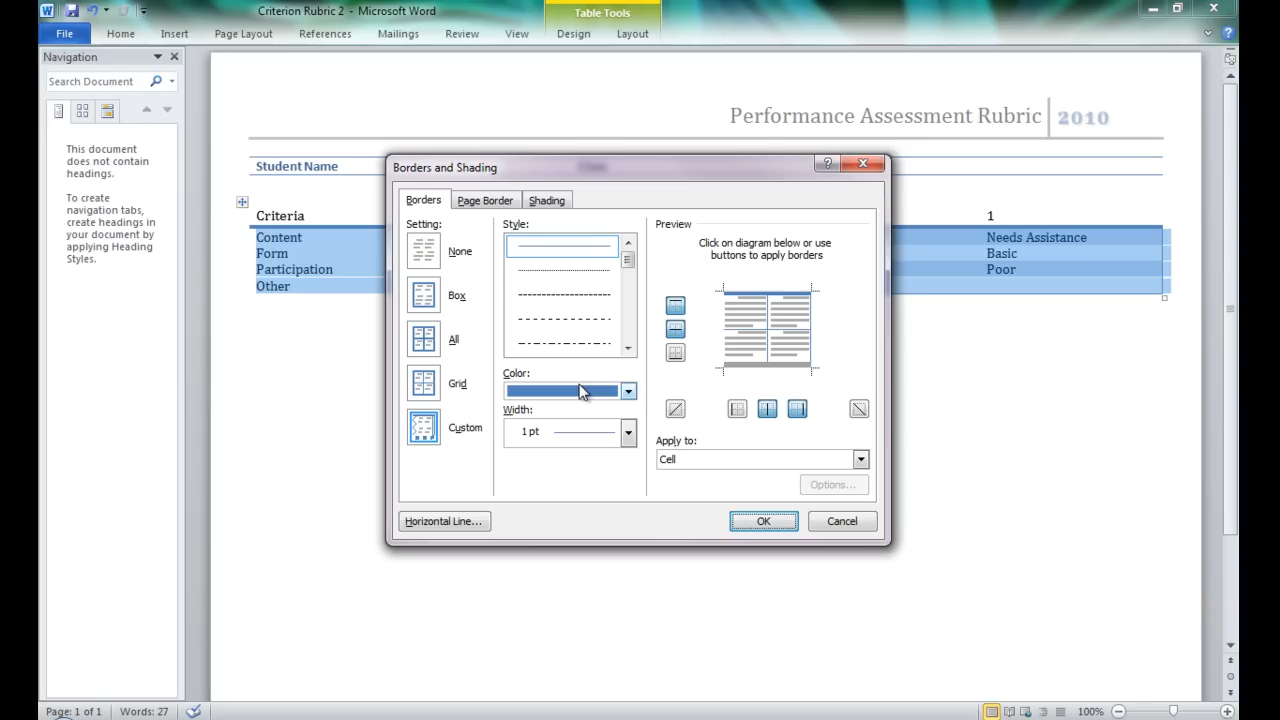 Criterion Rubric 2 - Microsoft Word
Table Tools
File Home Insert Page Layout References Mailings Review View Design Layout
Navigation
Search Document
This document
does not contain
headings.
To create
navigation tabs,
create headings in
your document by
applying Heading
Styles.
Performance Assessment Rubric 2010
Student Name
Criteria 1
Content Needs Assistance
Form Basic
Participation Poor
Other
Borders and Shading
Borders Page Border Shading
Setting:
None
Box
All
Grid
Custom
Style:
Color:
Width:
1 pt
Preview
Click on diagram below or use
buttons to apply borders
Apply to:
Cell
Options...
Horizontal Line...
OK
Cancel
Page: 1 of 1 Words: 27 100%